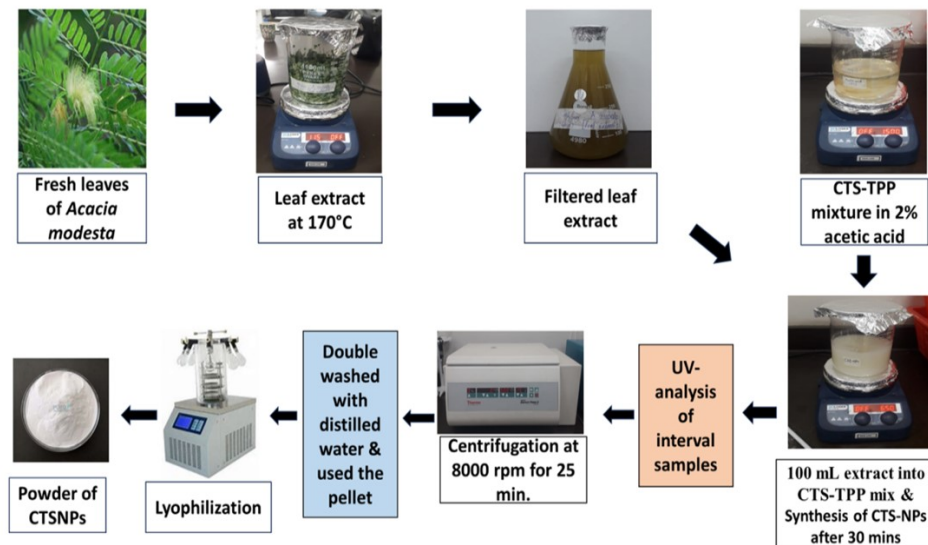 Fresh leaves
of Acacia
modesta
Leaf extract
at 170°C
Filtered leaf
extract
CTS-TPP
mixture in 2%
acetic acid
100 mL extract into
CTS-TPP mix &
Synthesis of CTS-NPs
after 30 mins
UV-
analysis of
interval
samples
Centrifugation at
8000 rpm for 25
min.
Double
washed
with
distilled
water &
used the
pellet
Lyophilization
Powder of
CTSNPs